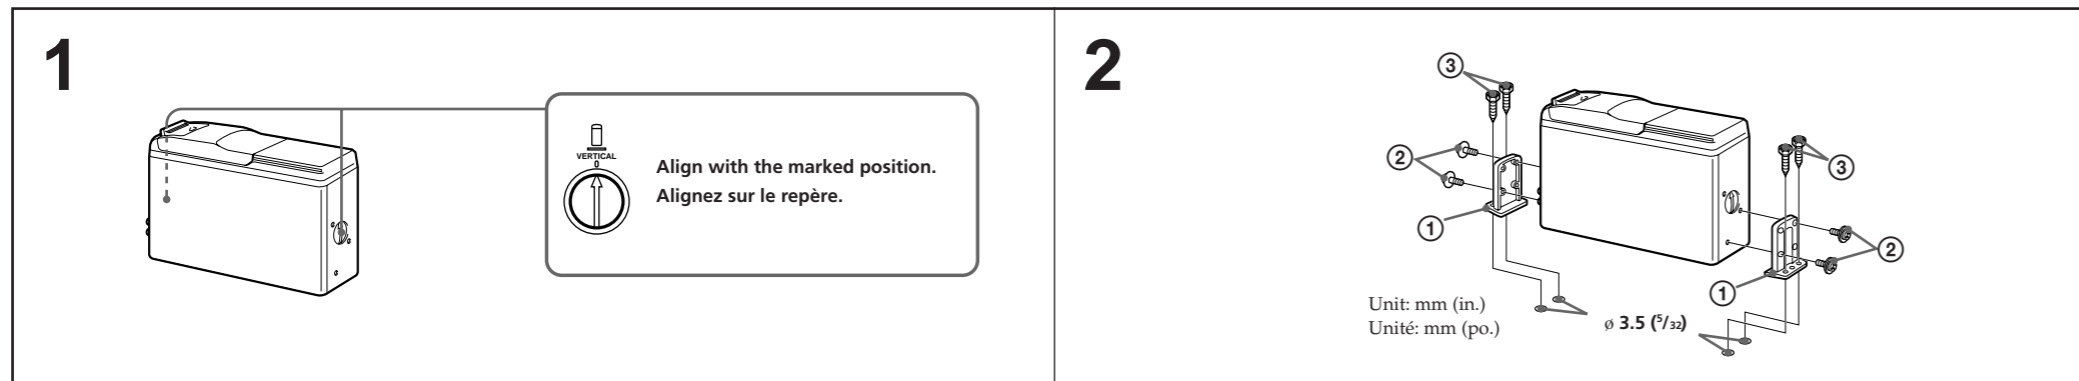 1
VERTICAL
0
Align with the marked position.
Alignez sur le repère.
2
③
②
③
①
②
①
Unit: mm (in.)
Unité: mm (po.)
ø 3.5 (5/32)